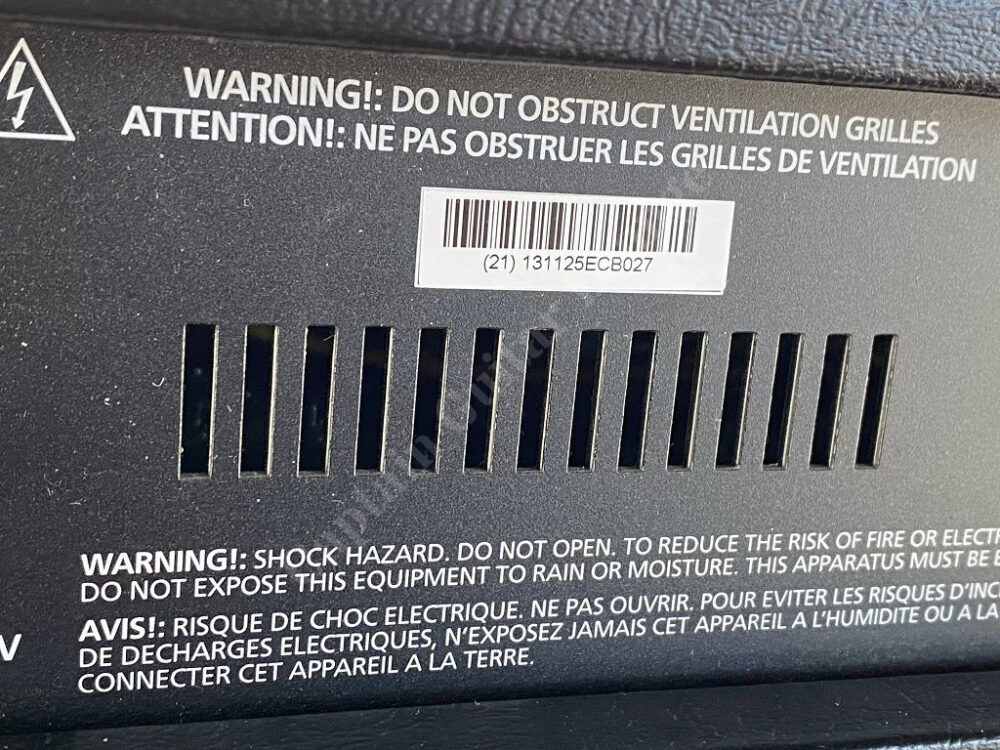 WARNING!: DO NOT OBSTRUCT VENTILATION GRILLES
ATTENTION!: NE PAS OBSTRUER LES GRILLES DE VENTILATION
(21) 131125ECB027
WARNING!: SHOCK HAZARD. DO NOT OPEN. TO REDUCE THE RISK OF FIRE OR ELECTR
DO NOT EXPOSE THIS EQUIPMENT TO RAIN OR MOISTURE. THIS APPARATUS MUST BE E
AVIS!: RISQUE DE CHOC ELECTRIQUE. NE PAS OUVRIR. POUR EVITER LES RISQUES D'INC
DE DECHARGES ELECTRIQUES, N'EXPOSEZ JAMAIS CET APPAREIL A L'HUMIDITE OU A LA
CONNECTER CET APPAREIL A LA TERRE.
V